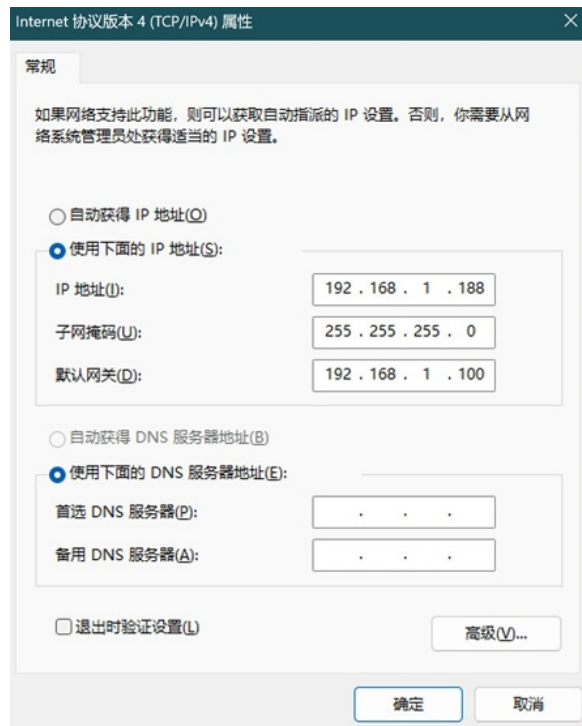 Internet 协议版本 4 (TCP/IPv4) 属性
常规
如果网络支持此功能，则可以获取自动指派的 IP 设置。否则，你需要从网
络系统管理员处获得适当的 IP 设置。
自动获得 IP 地址(O)
使用下面的 IP 地址(S):
IP 地址(I): 192 . 168 . 1 . 188
子网掩码(U): 255 . 255 . 255 . 0
默认网关(D): 192 . 168 . 1 . 100
自动获得 DNS 服务器地址(B)
使用下面的 DNS 服务器地址(E):
首选 DNS 服务器(P): . . .
备用 DNS 服务器(A): . . .
退出时验证设置(L)
高级(V)...
确定 取消